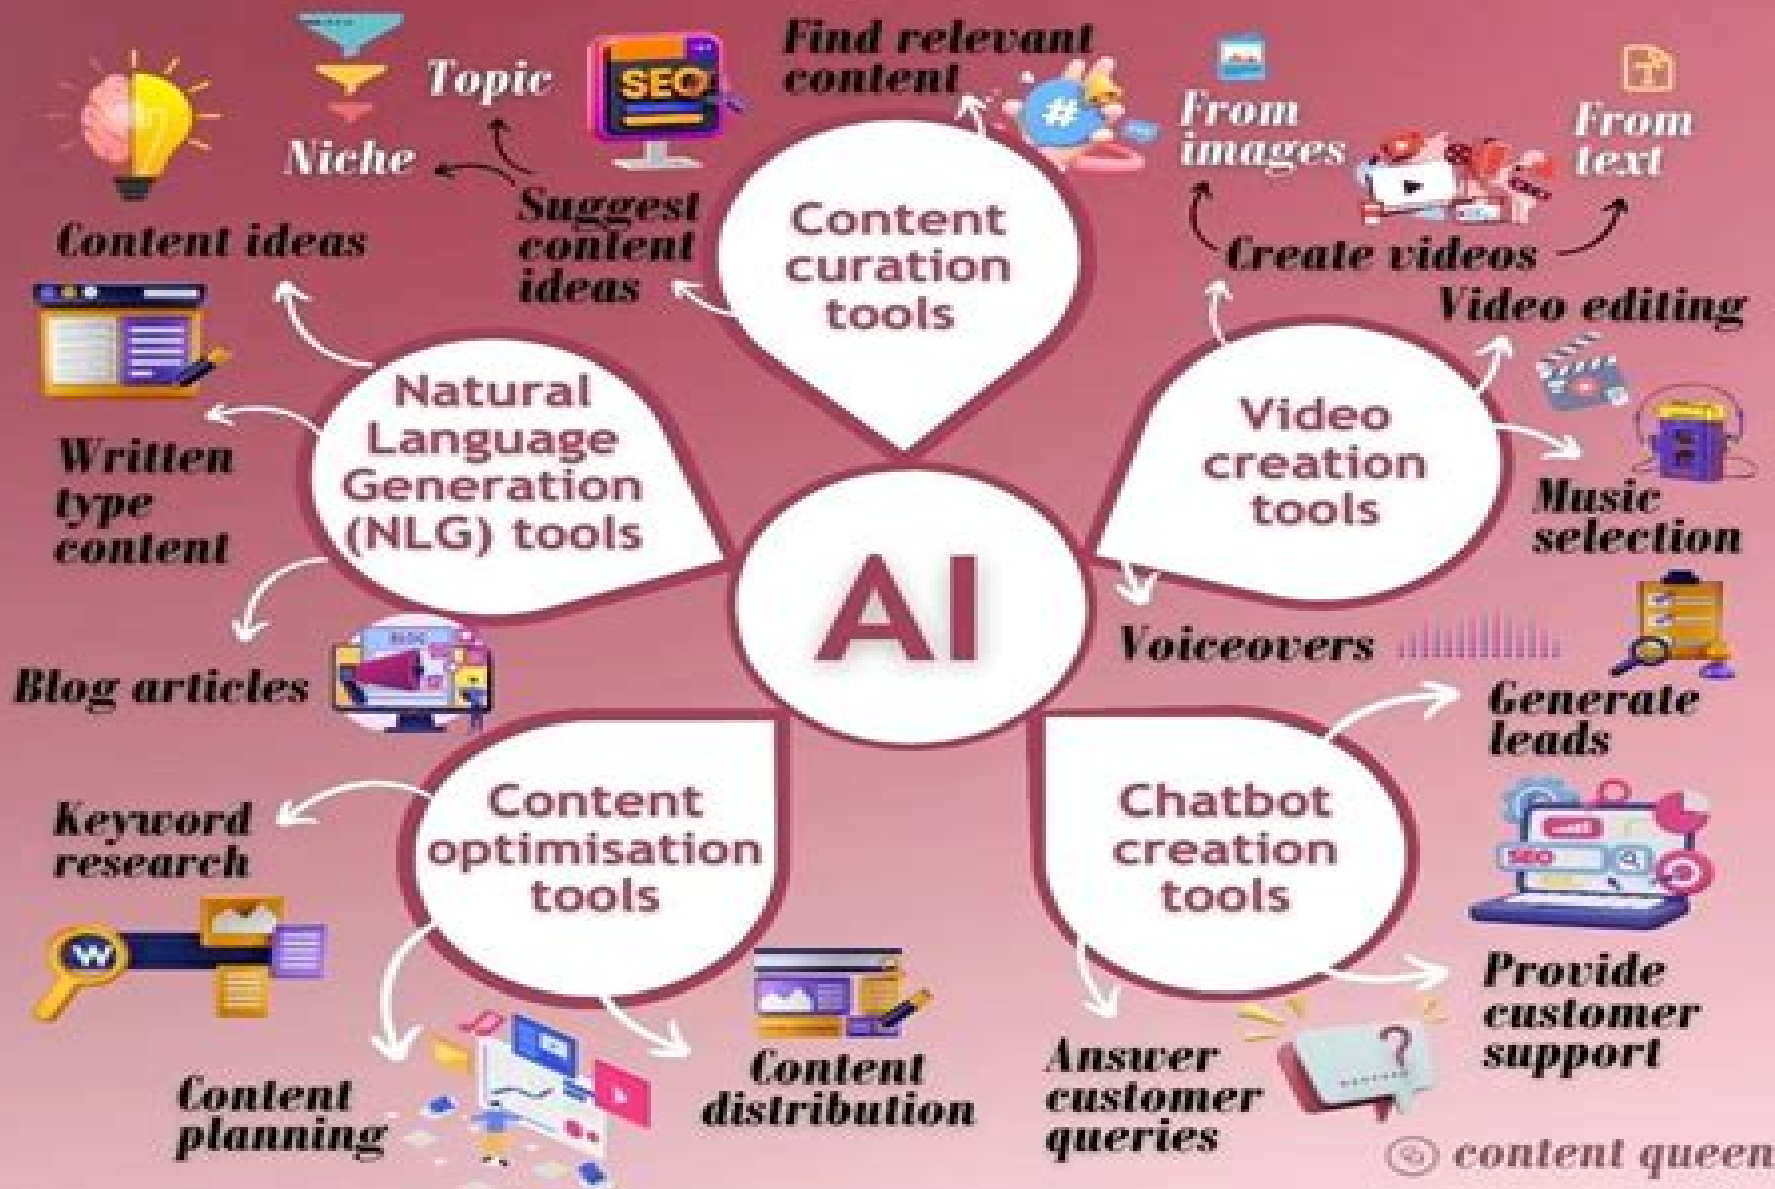 Find relevant
content
Topic
SEO
#
From
images
From
text
Niche
Suggest
content
ideas
Content
curation
tools
Content ideas
Create videos
Video editing
Natural
Language
Generation
(NLG) tools
Video
creation
tools
Written
type
content
Music
selection
AI
Voiceovers
Blog articles
BLOG
Generate
leads
Keyword
research
Content
optimisation
tools
Chatbot
creation
tools
SEO
W
Provide
customer
support
Content
planning
Content
distribution
Answer
customer
queries
?
content queen